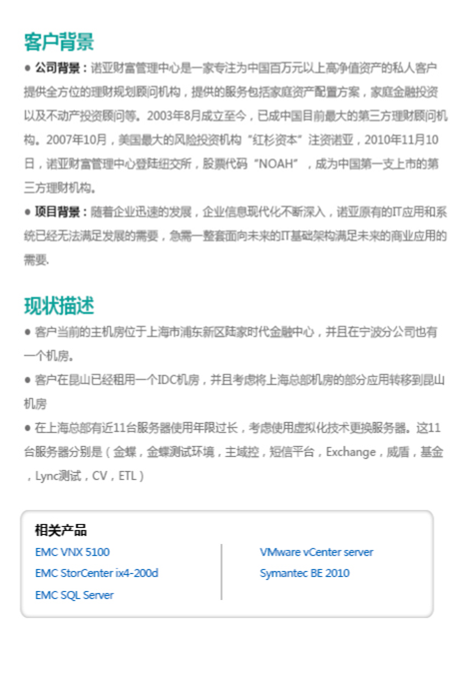 客户背景
● 公司背景：诺亚财富管理中心是一家专注为中国百万元以上高净值资产的私人客户
提供全方位的理财规划顾问机构，提供的服务包括家庭资产配置方案，家庭金融投资
以及不动产投资顾问等。2003年8月成立至今，已成中国目前最大的第三方理财顾问机
构。2007年10月，美国最大的风险投资机构“红杉资本”注资诺亚，2010年11月10
日，诺亚财富管理中心登陆纽交所，股票代码“NOAH”，成为中国第一支上市的第
三方理财机构。
● 项目背景：随着企业迅速的发展，企业信息现代化不断深入，诺亚原有的IT应用和系
统已经无法满足发展的需要，急需一整套面向未来的IT基础架构满足未来的商业应用的
需要.
现状描述
● 客户当前的主机房位于上海市浦东新区陆家时代金融中心，并且在宁波分公司也有
一个机房。
● 客户在昆山已经租用一个IDC机房，并且考虑将上海总部机房的部分应用转移到昆山
机房
● 在上海总部有近11台服务器使用年限过长，考虑使用虚拟化技术更换服务器。这11
台服务器分别是（金蝶，金蝶测试环境，主域控，短信平台，Exchange，威盾，基金
，Lync测试，CV，ETL）
相关产品
EMC VNX 5100
EMC StorCenter ix4-200d
EMC SQL Server
VMware vCenter server
Symantec BE 2010